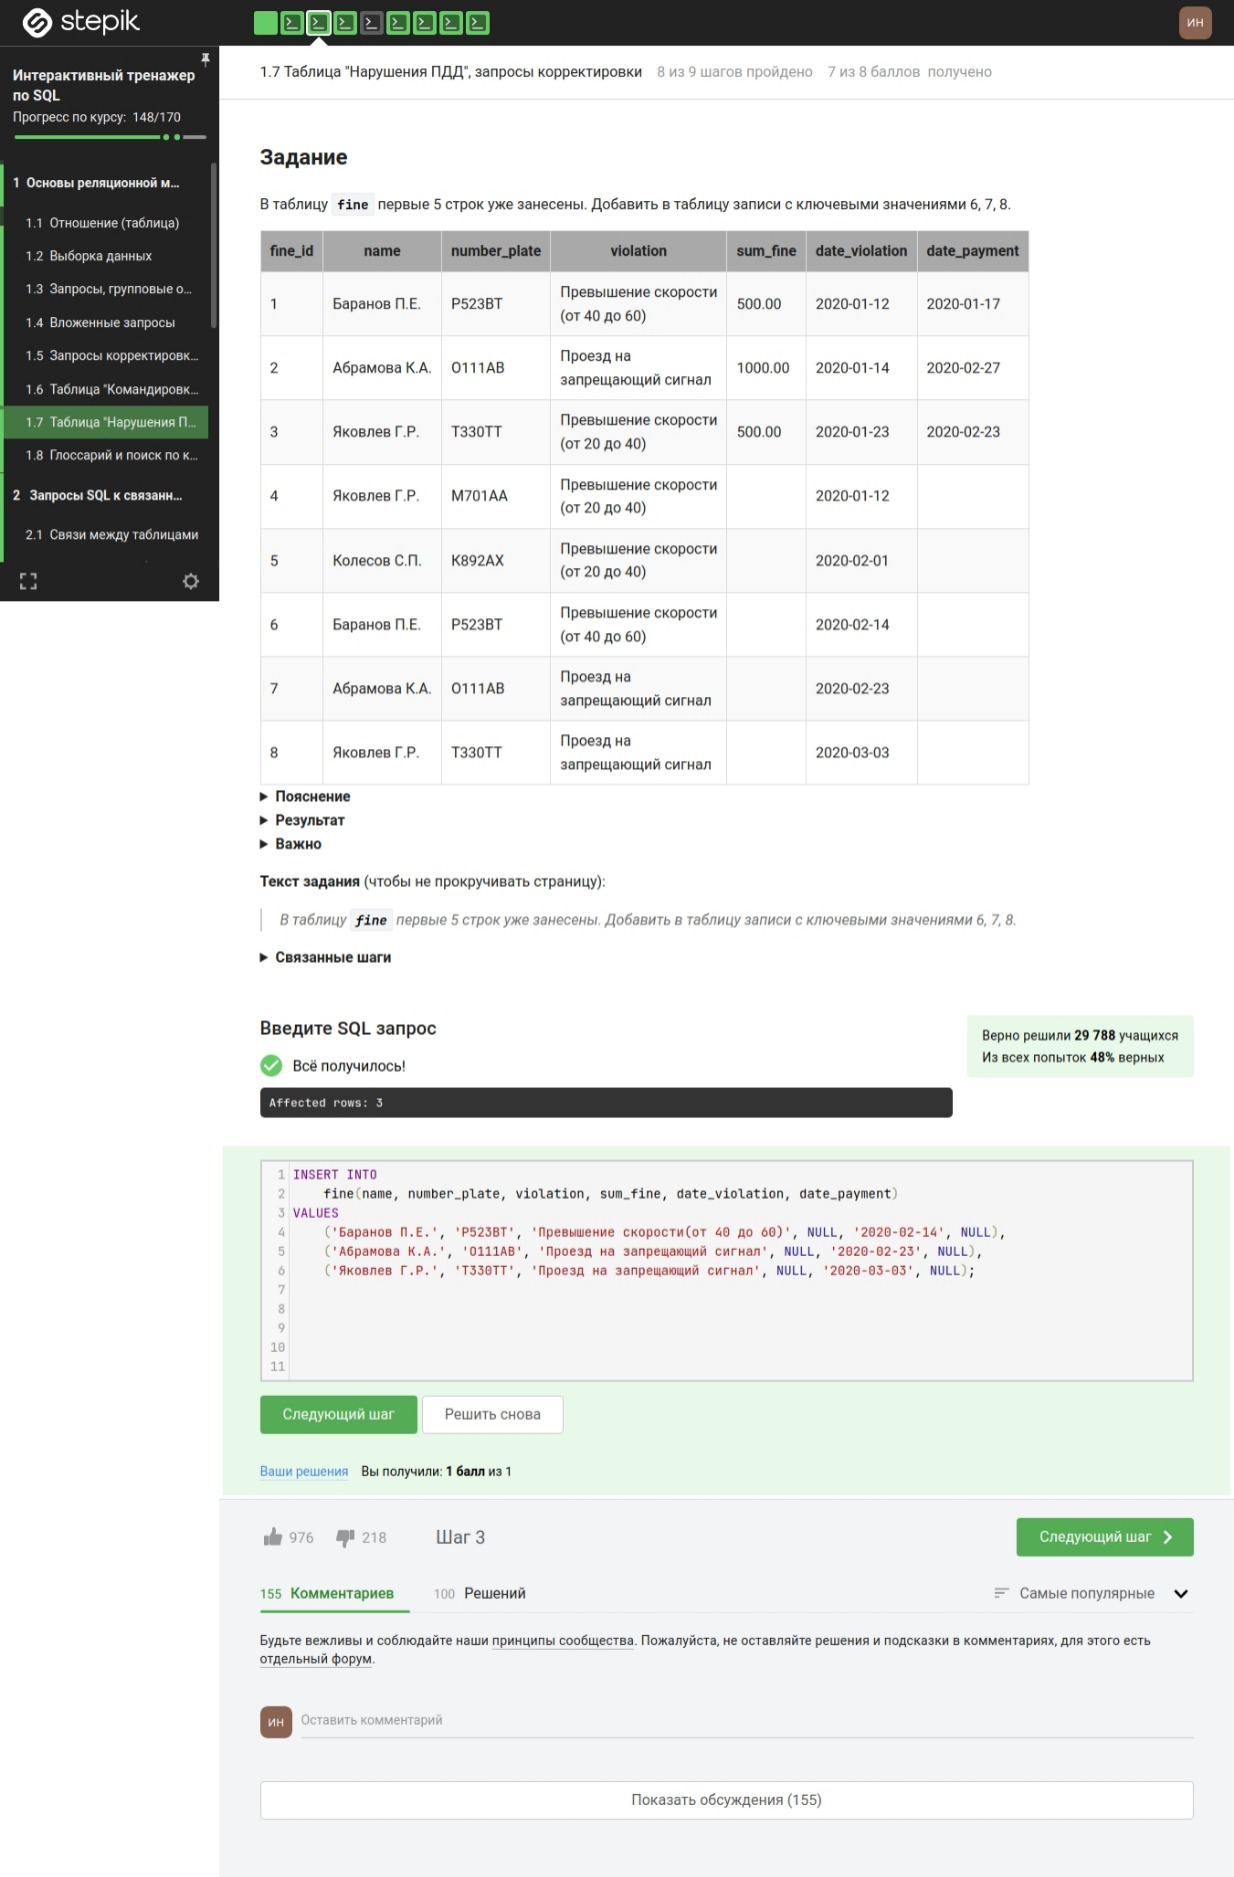 stepik
ИН
Интерактивный тренажер
по SQL
Прогресс по курсу: 148/170
1 Основы реляционной м...
1.1 Отношение (таблица)
1.2 Выборка данных
1.3 Запросы, групповые о...
1.4 Вложенные запросы
1.5 Запросы корректировк...
1.6 Таблица "Командировк...
1.7 Таблица "Нарушения П...
1.8 Глоссарий и поиск по к...
2 Запросы SQL к связанн...
2.1 Связи между таблицами
1.7 Таблица "Нарушения ПДД", запросы корректировки 8 из 9 шагов пройдено 7 из 8 баллов получено
Задание
В таблицу fine первые 5 строк уже занесены. Добавить в таблицу записи с ключевыми значениями 6, 7, 8.
fine_id name number_plate violation sum_fine date_violation date_payment
1 Баранов П.Е. Р523ВТ Превышение скорости (от 40 до 60) 500.00 2020-01-12 2020-01-17
2 Абрамова К.А. О111АВ Проезд на запрещающий сигнал 1000.00 2020-01-14 2020-02-27
3 Яковлев Г.Р. Т330ТТ Превышение скорости (от 20 до 40) 500.00 2020-01-23 2020-02-23
4 Яковлев Г.Р. М701АА Превышение скорости (от 20 до 40) 2020-01-12
5 Колесов С.П. К892АХ Превышение скорости (от 20 до 40) 2020-02-01
6 Баранов П.Е. Р523ВТ Превышение скорости (от 40 до 60) 2020-02-14
7 Абрамова К.А. О111АВ Проезд на запрещающий сигнал 2020-02-23
8 Яковлев Г.Р. Т330ТТ Проезд на запрещающий сигнал 2020-03-03
Пояснение
Результат
Важно
Текст задания (чтобы не прокручивать страницу):
В таблицу fine первые 5 строк уже занесены. Добавить в таблицу записи с ключевыми значениями 6, 7, 8.
Связанные шаги
Введите SQL запрос
Верно решили 29 788 учащихся
Из всех попыток 48% верных
Всё получилось!
Affected rows: 3
1 INSERT INTO
2 fine(name, number_plate, violation, sum_fine, date_violation, date_payment)
3 VALUES
4 ('Баранов П.Е.', 'Р523ВТ', 'Превышение скорости(от 40 до 60)', NULL, '2020-02-14', NULL),
5 ('Абрамова К.А.', 'О111АВ', 'Проезд на запрещающий сигнал', NULL, '2020-02-23', NULL),
6 ('Яковлев Г.Р.', 'Т330ТТ', 'Проезд на запрещающий сигнал', NULL, '2020-03-03', NULL);
7
8
9
10
11
Следующий шаг Решить снова
Ваши решения Вы получили: 1 балл из 1
976 218 Шаг 3 Следующий шаг
155 Комментариев 100 Решений Самые популярные
Будьте вежливы и соблюдайте наши принципы сообщества. Пожалуйста, не оставляйте решения и подсказки в комментариях, для этого есть
отдельный форум.
ИН Оставить комментарий
Показать обсуждения (155)